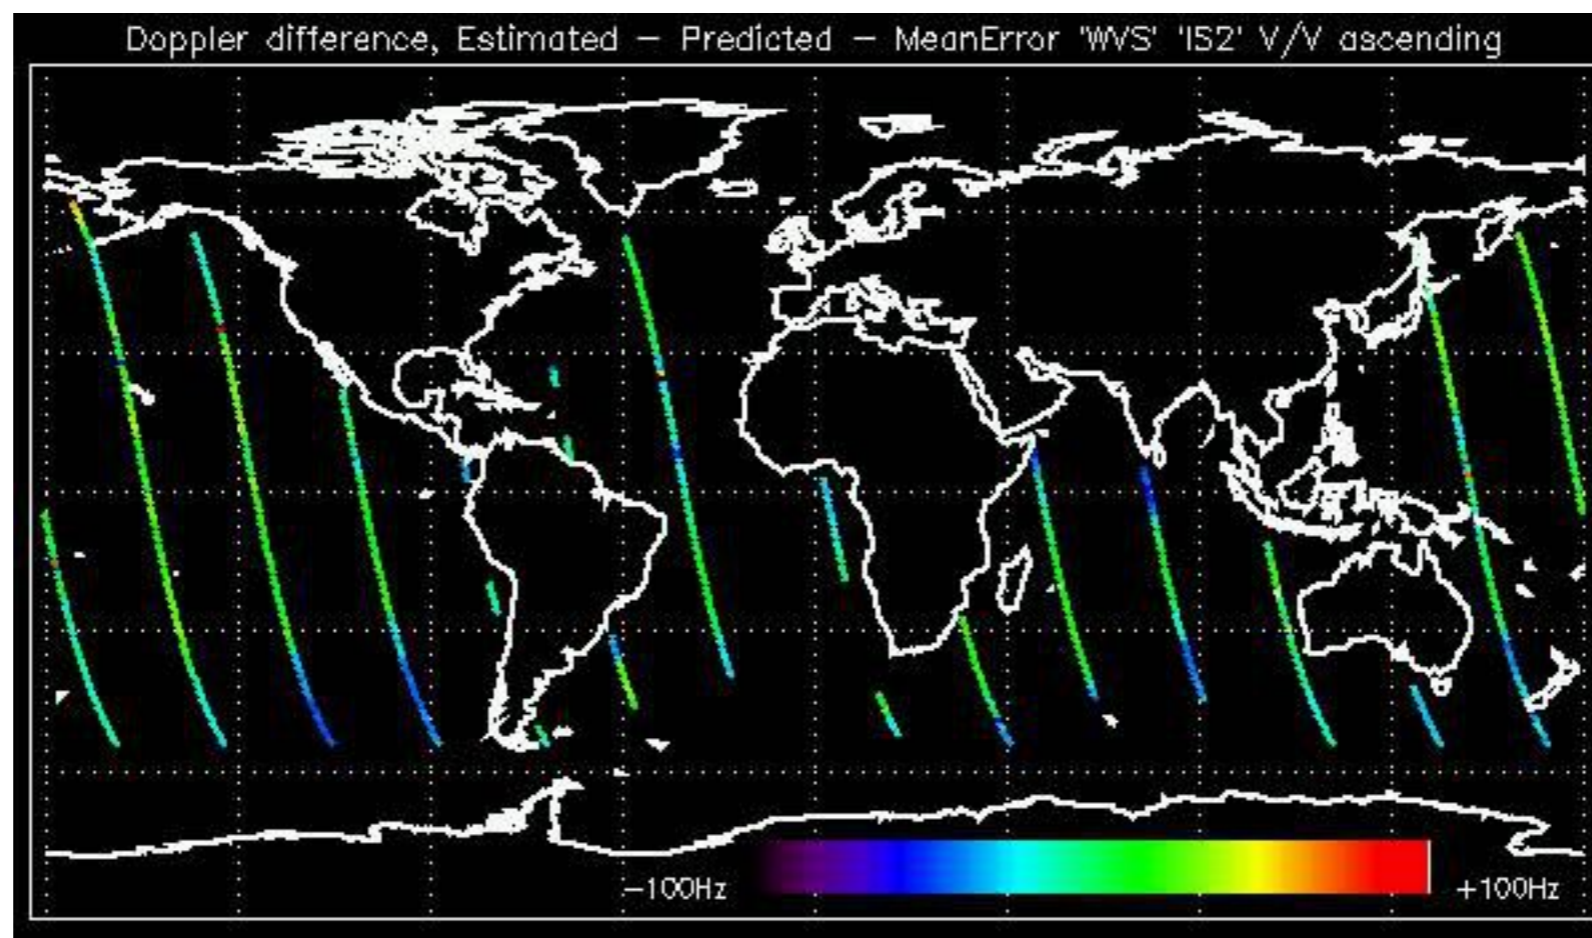 Doppler difference, Estimated – Predicted – MeanError 'WVS' 'IS2' V/V ascending
–100Hz +100Hz